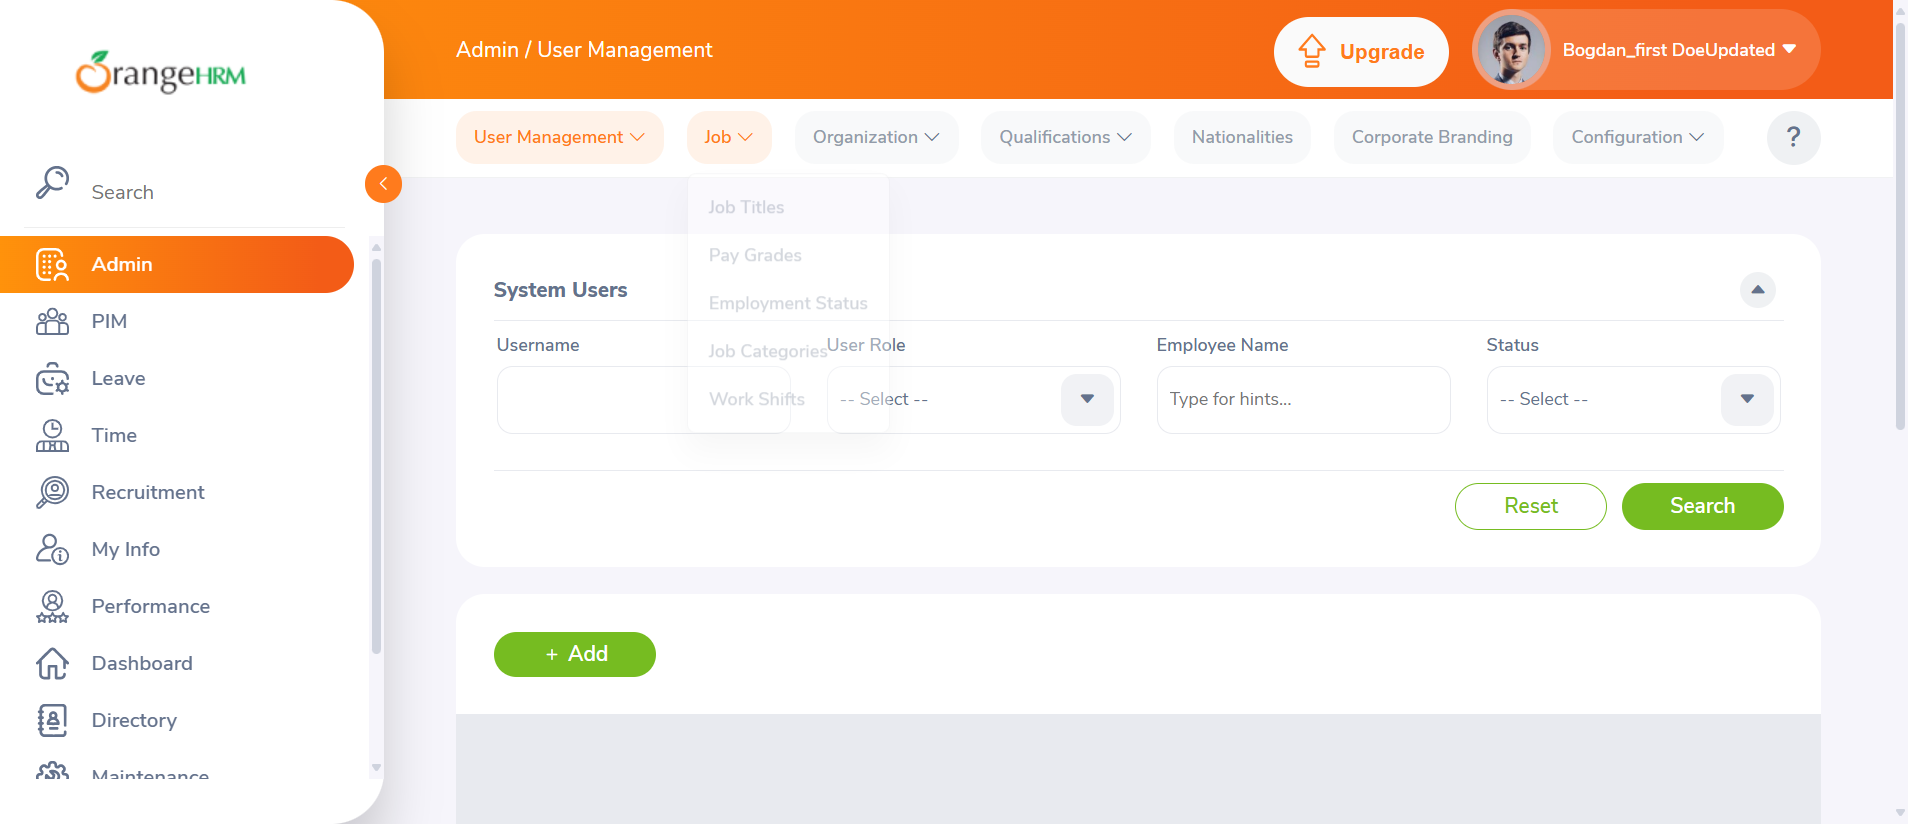 OrangeHRM
Admin / User Management
Upgrade
Bogdan_first DoeUpdated
User Management
Job
Organization
Qualifications
Nationalities
Corporate Branding
Configuration
?
Search
Admin
PIM
Leave
Time
Recruitment
My Info
Performance
Dashboard
Directory
Maintenance
Job Titles
Pay Grades
Employment Status
Job Categories
Work Shifts
System Users
Username
User Role
Employee Name
Status
-- Select --
Type for hints...
-- Select --
Reset
Search
+ Add